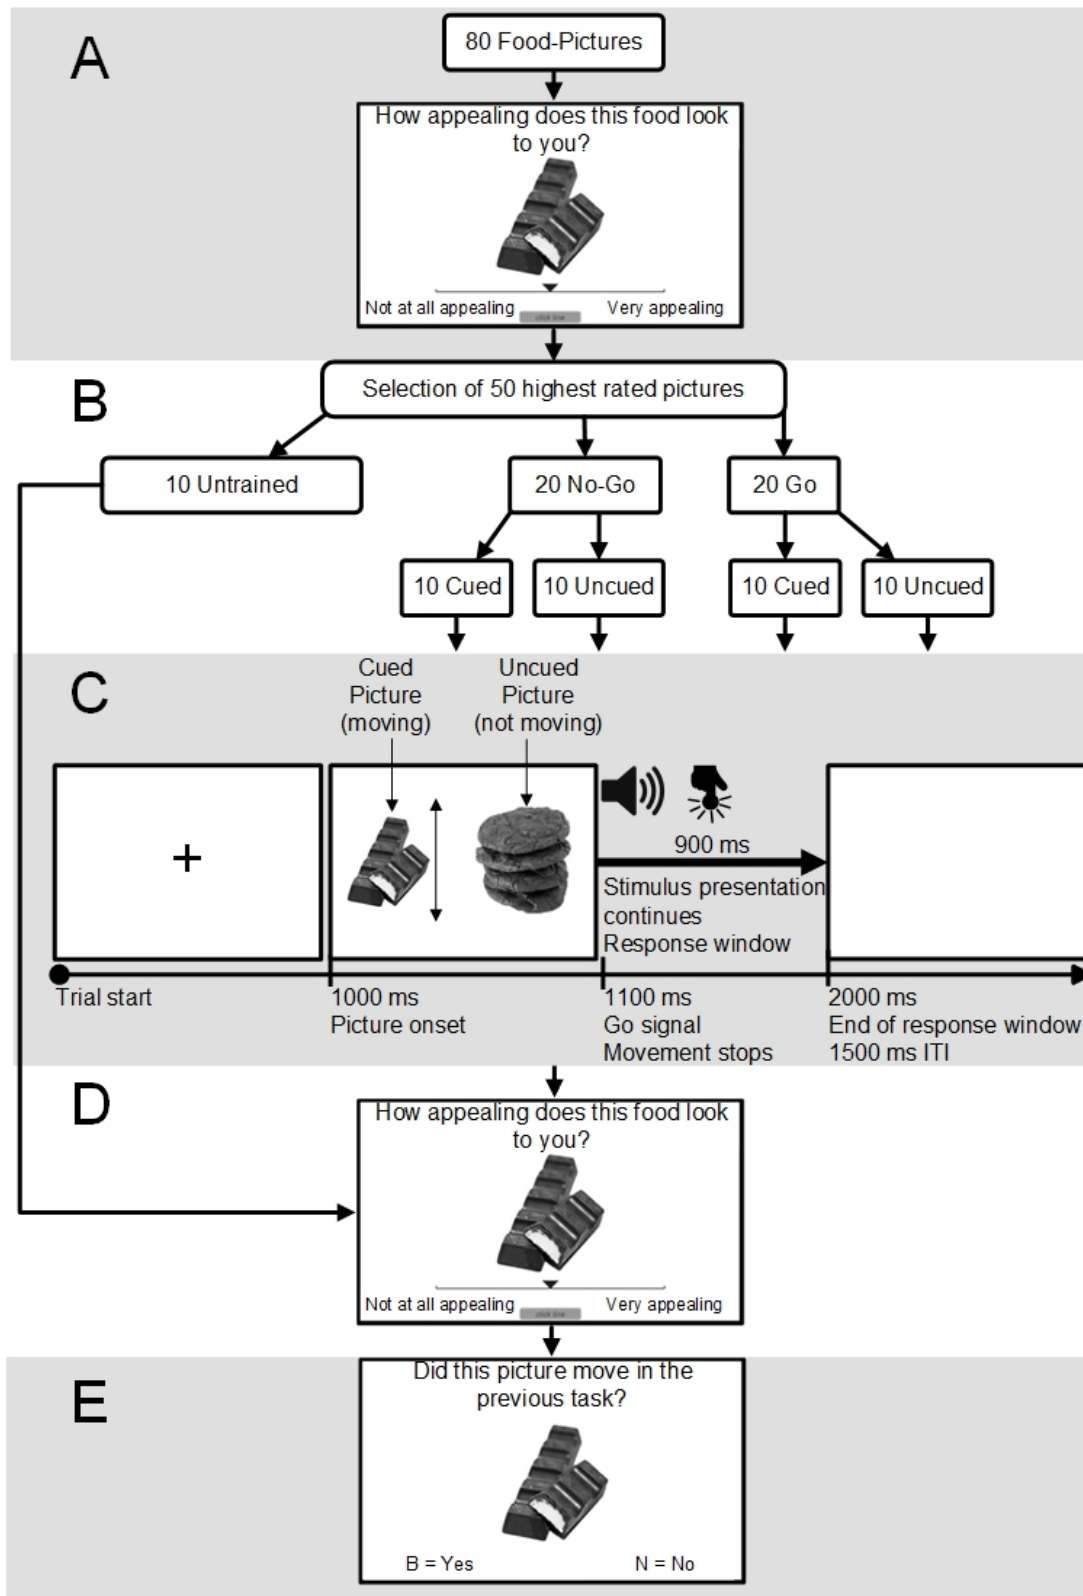 A
80 Food-Pictures
How appealing does this food look
to you?
Not at all appealing
Very appealing
click line
B
Selection of 50 highest rated pictures
10 Untrained
20 No-Go
20 Go
10 Cued
10 Uncued
10 Cued
10 Uncued
C
Cued
Picture
(moving)
Uncued
Picture
(not moving)
+
900 ms
Stimulus presentation
continues
Response window
Trial start
1000 ms
Picture onset
1100 ms
Go signal
Movement stops
2000 ms
End of response window
1500 ms ITI
D
How appealing does this food look
to you?
Not at all appealing
Very appealing
click line
E
Did this picture move in the
previous task?
B = Yes
N = No